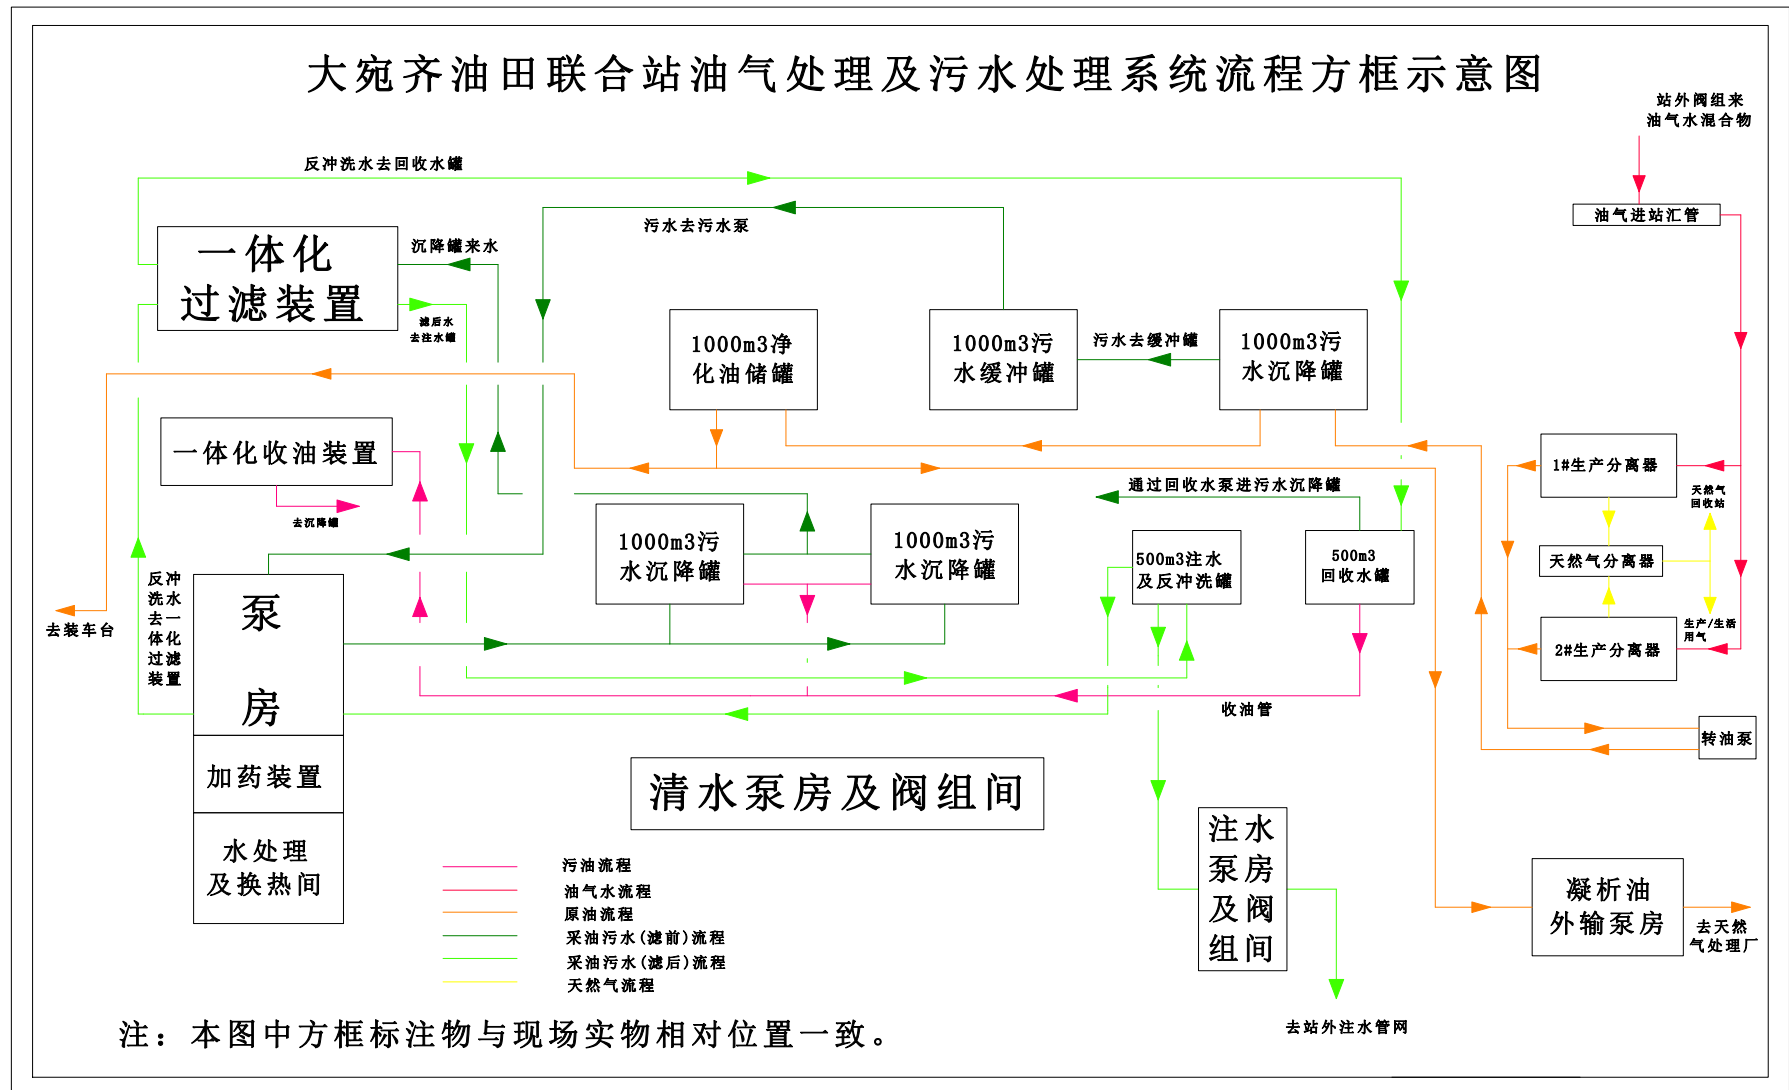 大宛齐油田联合站油气处理及污水处理系统流程方框示意图
站外阀组来
油气水混合物
反冲洗水去回收水罐
油气进站汇管
污水去污水泵
一体化
过滤装置
沉降罐来水
滤后水
去注水罐
1000m3净
化油储罐
1000m3污
水缓冲罐
污水去缓冲罐
1000m3污
水沉降罐
一体化收油装置
去沉降罐
1#生产分离器
天然气
回收站
通过回收水泵进污水沉降罐
1000m3污
水沉降罐
1000m3污
水沉降罐
500m3注水
及反冲洗罐
500m3
回收水罐
天然气分离器
反冲
洗水
去一
体化
过滤
装置
泵
房
去装车台
生产/生活
用气
2#生产分离器
收油管
转油泵
加药装置
清水泵房及阀组间
水处理
及换热间
注水
泵房
及阀
组间
凝析油
外输泵房
去天然
气处理厂
污油流程
油气水流程
原油流程
采油污水(滤前)流程
采油污水(滤后)流程
天然气流程
去站外注水管网
注：本图中方框标注物与现场实物相对位置一致。